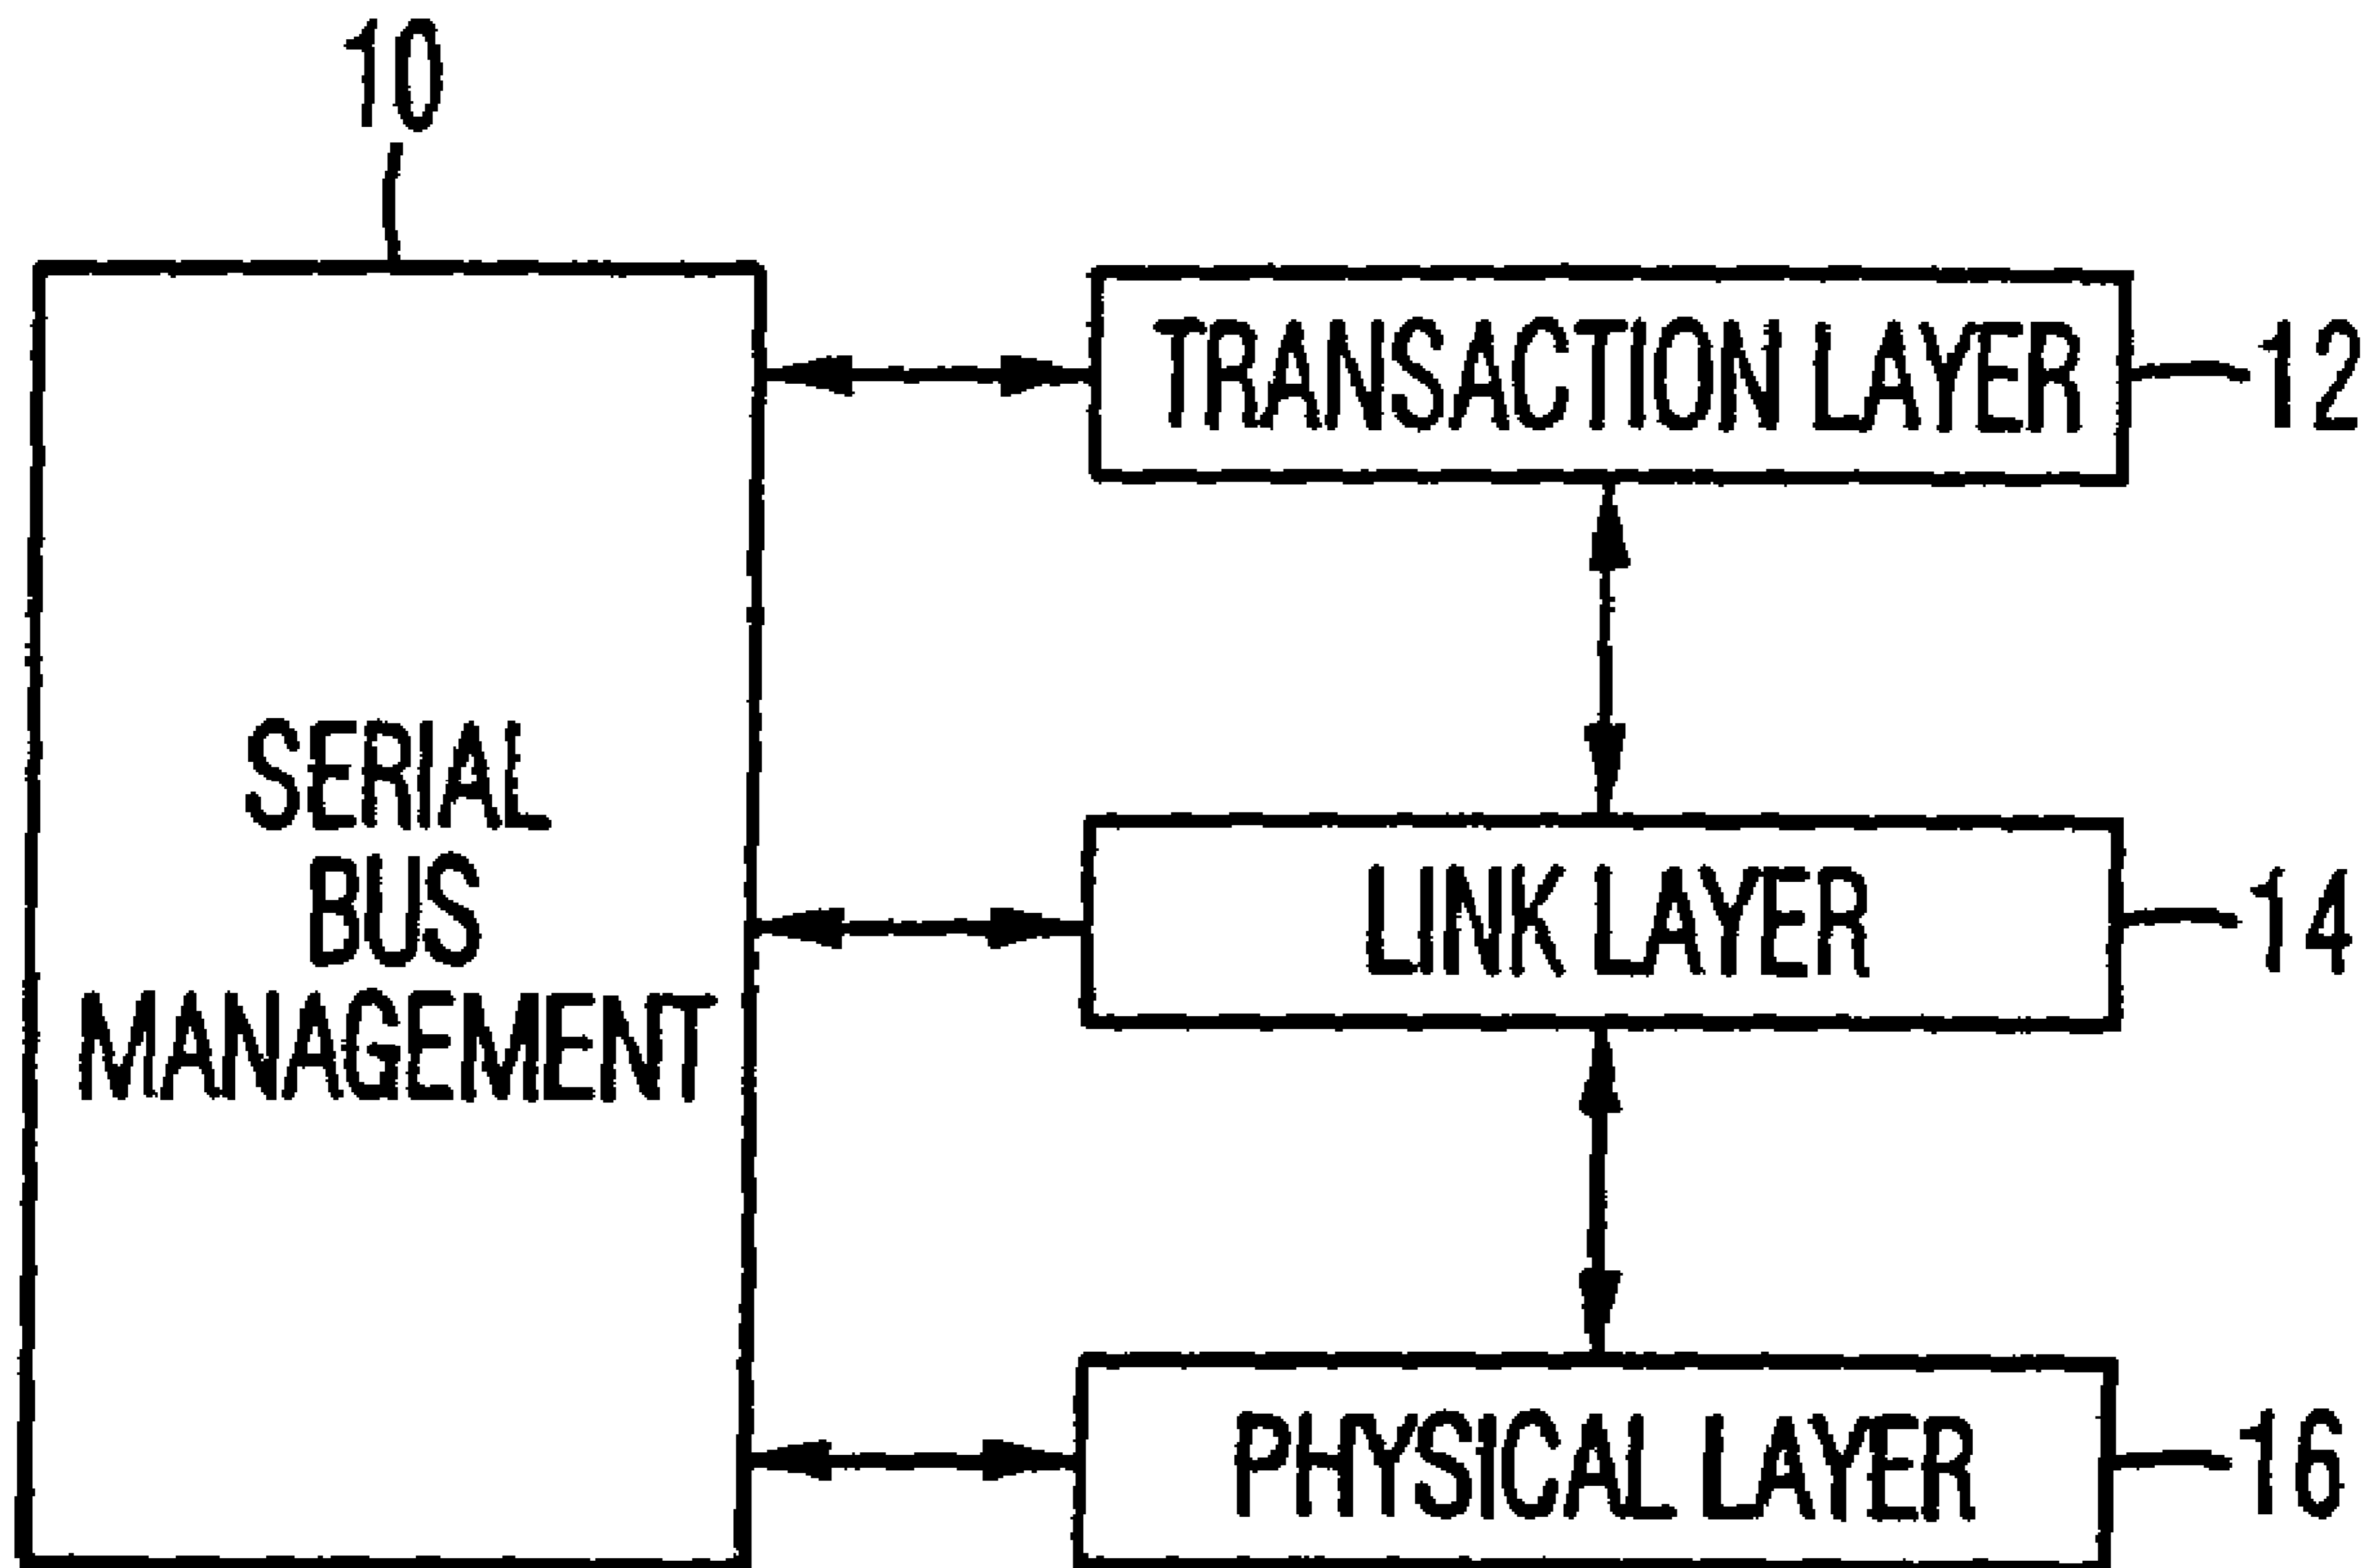 10
TRANSACTION LAYER
12
SERIAL
BUS
MANAGEMENT
LINK LAYER
14
PHYSICAL LAYER
16